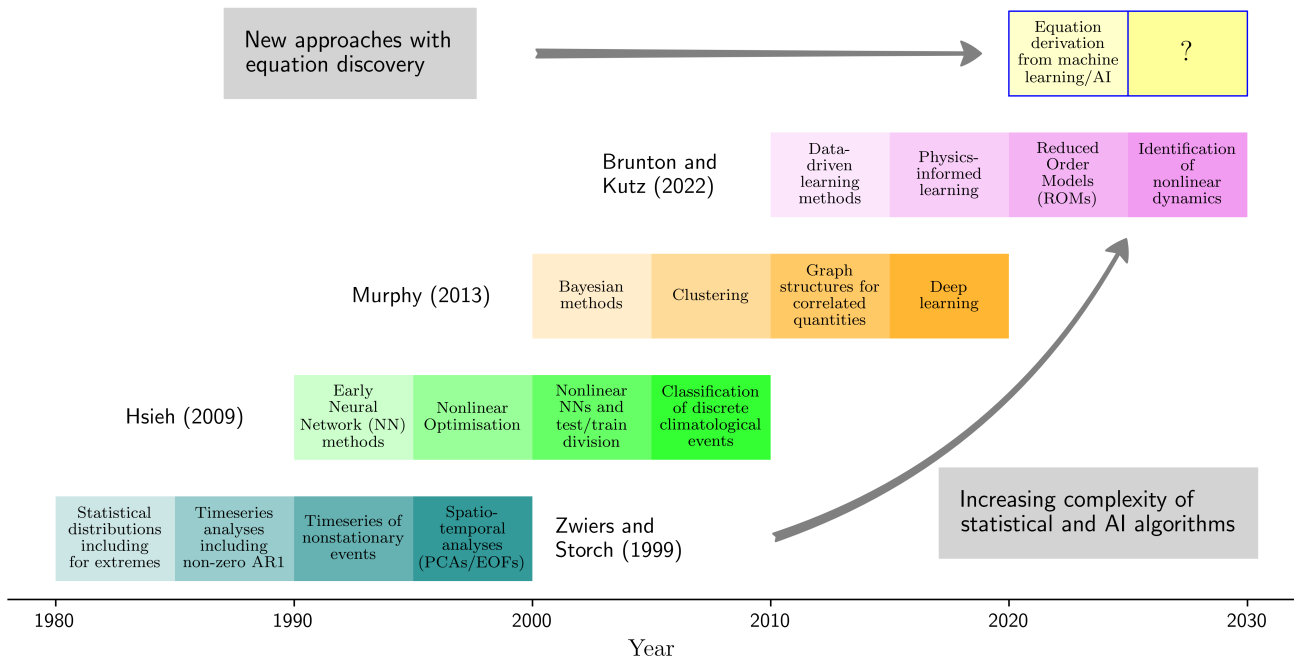 New approaches with
equation discovery
Equation
derivation
from machine
learning/AI
?
Brunton and
Kutz (2022)
Data-
driven
learning
methods
Physics-
informed
learning
Reduced
Order
Models
(ROMs)
Identification
of
nonlinear
dynamics
Murphy (2013)
Bayesian
methods
Clustering
Graph
structures for
correlated
quantities
Deep
learning
Hsieh (2009)
Early
Neural
Network (NN)
methods
Nonlinear
Optimisation
Nonlinear
NNs and
test/train
division
Classification
of discrete
climatological
events
Statistical
distributions
including
for extremes
Timeseries
analyses
including
non-zero AR1
Timeseries of
nonstationary
events
Spatio-
temporal
analyses
(PCAs/EOFs)
Zwiers and
Storch (1999)
Increasing complexity of
statistical and AI algorithms
1980 1990 2000 2010 2020 2030
Year